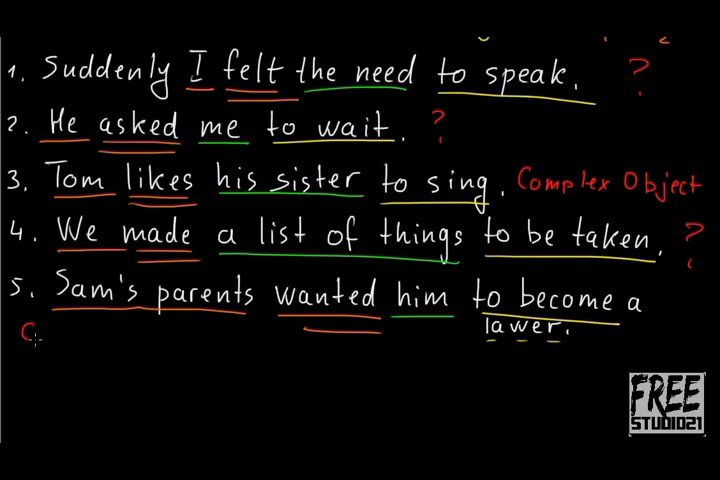 1. Suddenly I felt the need to speak. ?
2. He asked me to wait. ?
3. Tom likes his sister to sing. Complex Object
4. We made a list of things to be taken. ?
5. Sam's parents wanted him to become a
lawer.
C
FREE
STUDIO21